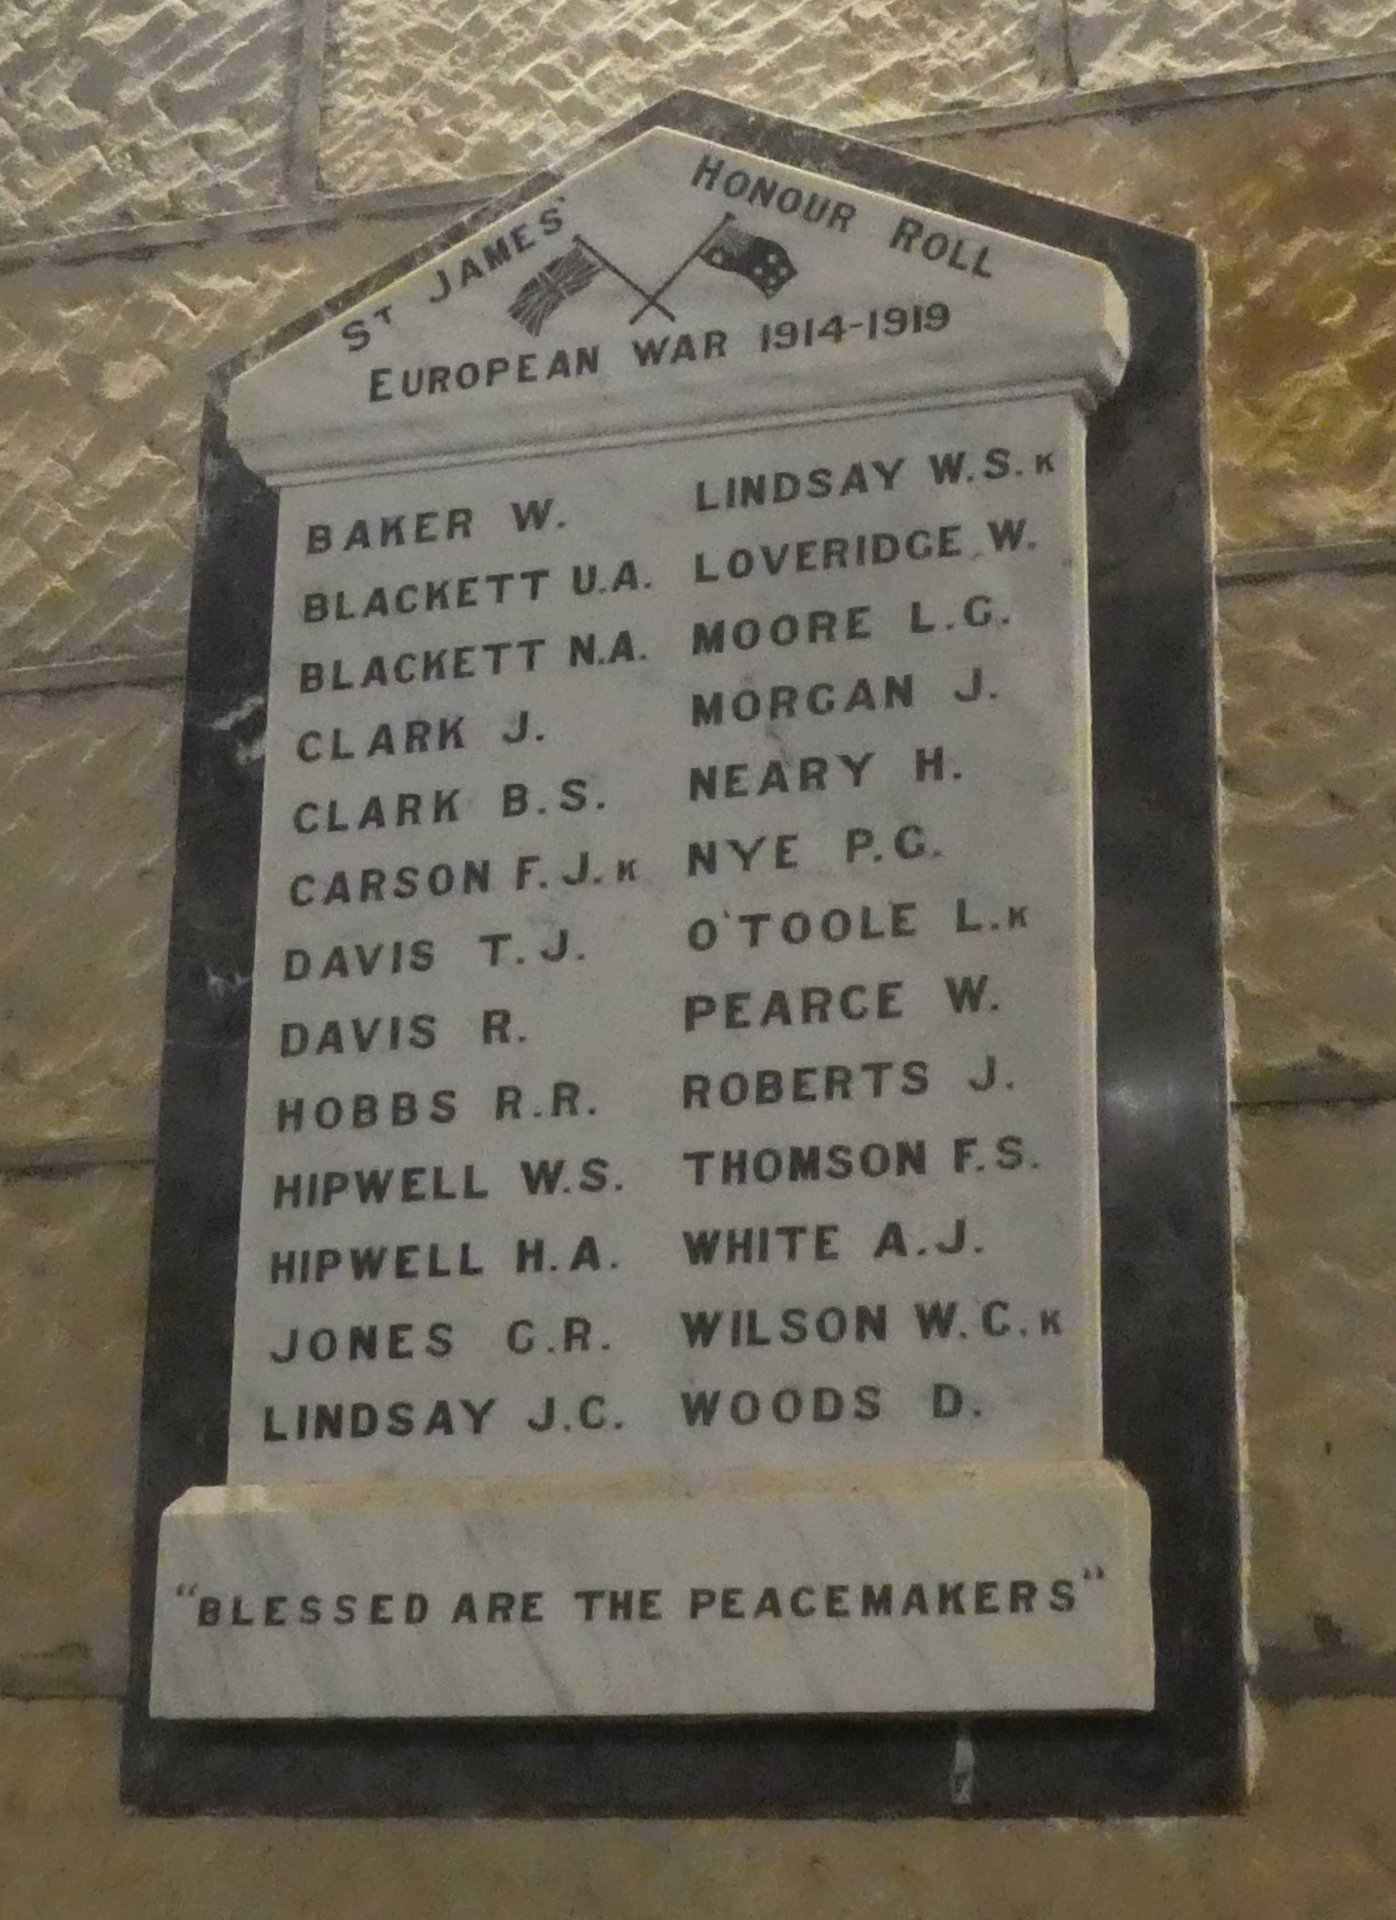 ST JAMES' HONOUR ROLL
EUROPEAN WAR 1914-1919
BAKER W.
BLACKETT U.A.
BLACKETT N.A.
CLARK J.
CLARK B.S.
CARSON F.J. K
DAVIS T.J.
DAVIS R.
HOBBS R.R.
HIPWELL W.S.
HIPWELL H.A.
JONES G.R.
LINDSAY J.C.
LINDSAY W.S. K
LOVERIDGE W.
MOORE L.G.
MORGAN J.
NEARY H.
NYE P.G.
O'TOOLE L. K
PEARCE W.
ROBERTS J.
THOMSON F.S.
WHITE A.J.
WILSON W.C. K
WOODS D.
"BLESSED ARE THE PEACEMAKERS"